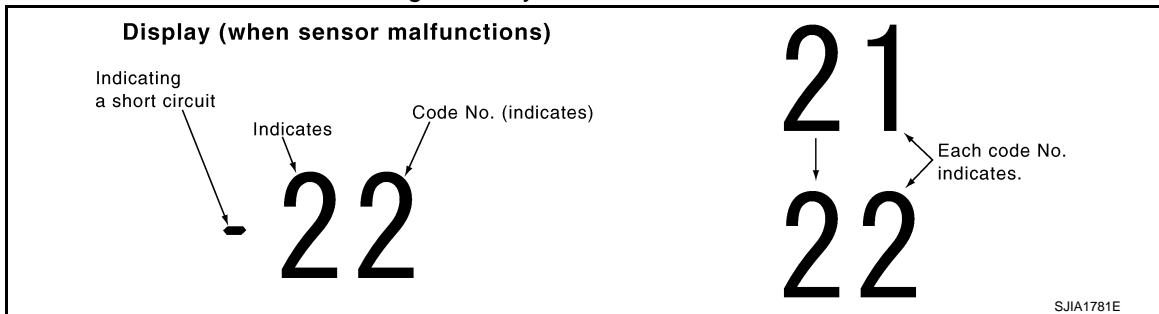 Display (when sensor malfunctions)
Indicating
a short circuit
Indicates
Code No. (indicates)
- 22
21
Each code No.
indicates.
22
SJIA1781E